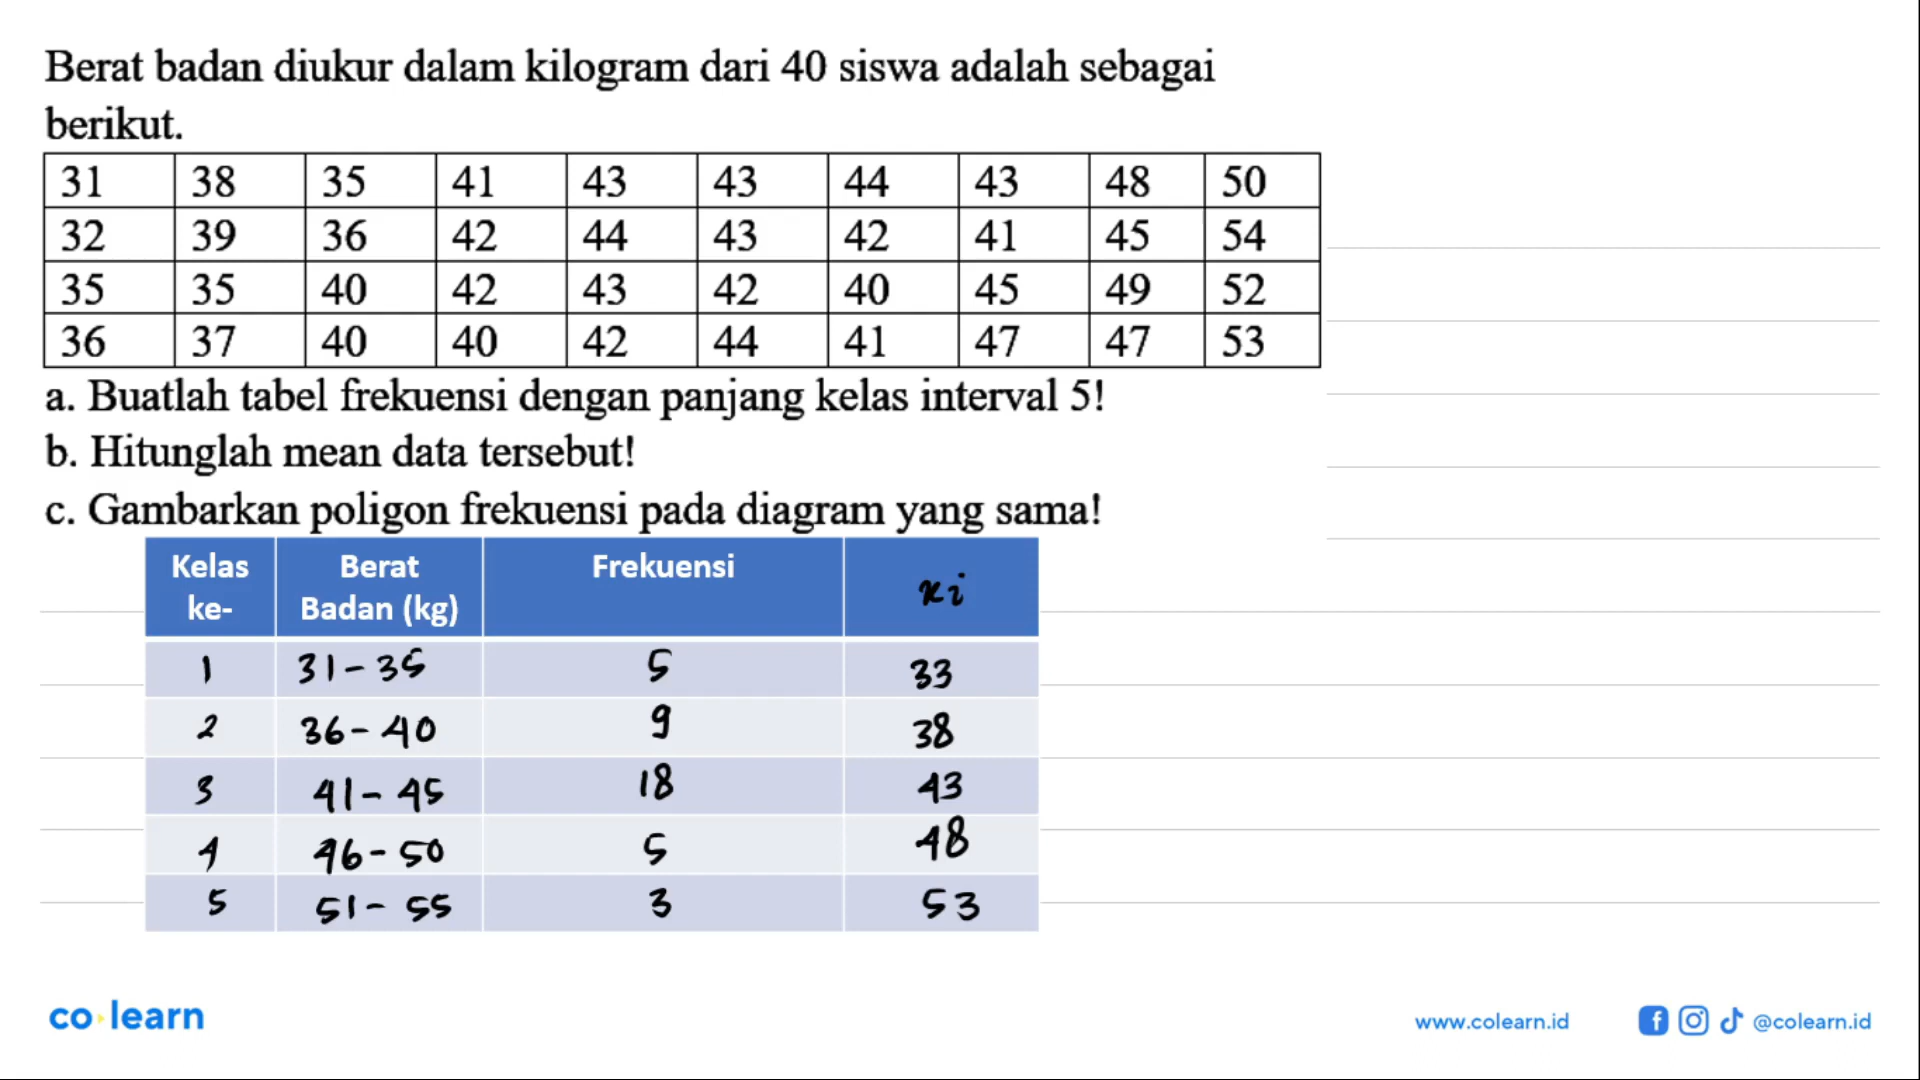 Berat badan diukur dalam kilogram dari 40 siswa adalah sebagai
berikut.
31 38 35 41 43 43 44 43 48 50
32 39 36 42 44 43 42 41 45 54
35 35 40 42 43 42 40 45 49 52
36 37 40 40 42 44 41 47 47 53
a. Buatlah tabel frekuensi dengan panjang kelas interval 5!
b. Hitunglah mean data tersebut!
c. Gambarkan poligon frekuensi pada diagram yang sama!
Kelas ke- Berat Badan (kg) Frekuensi xi
1 31-35 5 33
2 36-40 9 38
3 41-45 18 43
4 46-50 5 48
5 51-55 3 53
co learn
www.colearn.id @colearn.id